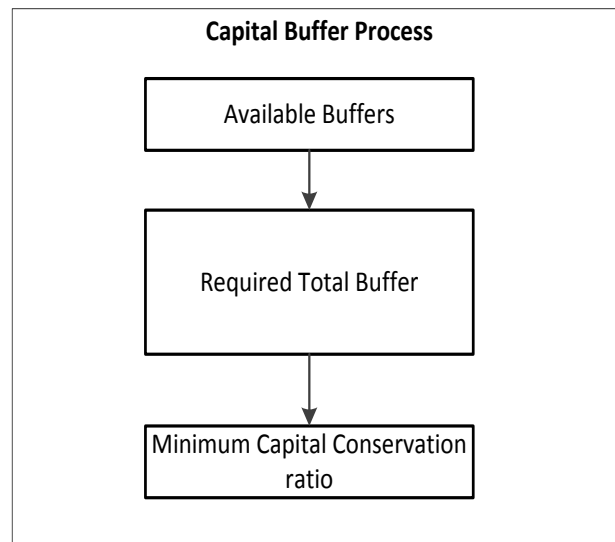 Capital Buffer Process
Available Buffers
Required Total Buffer
Minimum Capital Conservation
ratio